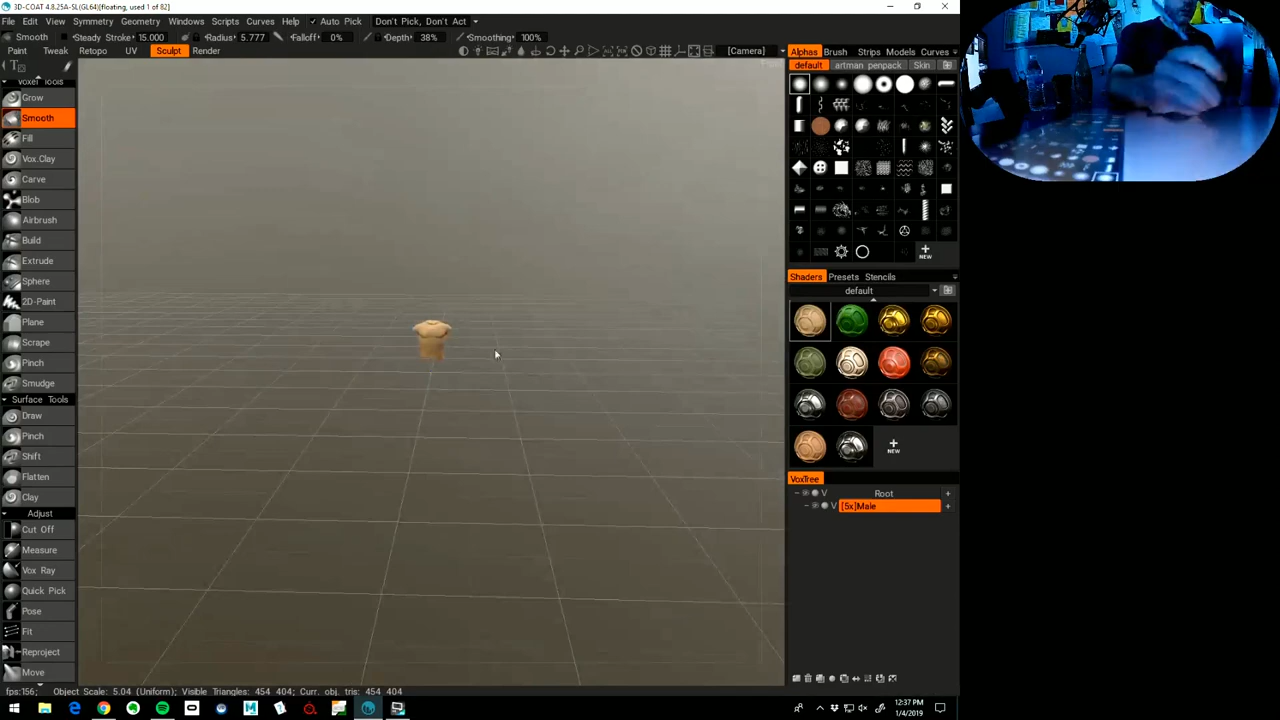 3D-COAT 4.8.25A-SL(GL64)[floating, used 1 of 82]
File Edit View Symmetry Geometry Windows Scripts Curves Help Auto Pick Don't Pick, Don't Act
Smooth Steady Stroke 15.000 Radius 5.777 Falloff 0% Depth 38% Smoothing 100%
Paint Tweak Retopo UV Sculpt Render [Camera]
Alphas Brush Strips Models Curves
default artman penpack Skin
Voxel Tools
Grow
Smooth
Fill
Vox.Clay
Carve
Blob
Airbrush
Build
Extrude
Sphere
2D-Paint
Plane
Scrape
Pinch
Smudge
Surface Tools
Draw
Pinch
Shift
Flatten
Clay
Adjust
Cut Off
Measure
Vox Ray
Quick Pick
Pose
Fit
Reproject
Move
NEW
Shaders Presets Stencils
default
NEW
VoxTree
V Root +
V [5x]Male +
fps:156; Object Scale: 5.04 (Uniform); Visible Triangles: 454 404; Curr. obj. tris: 454 404
12:37 PM
1/4/2019